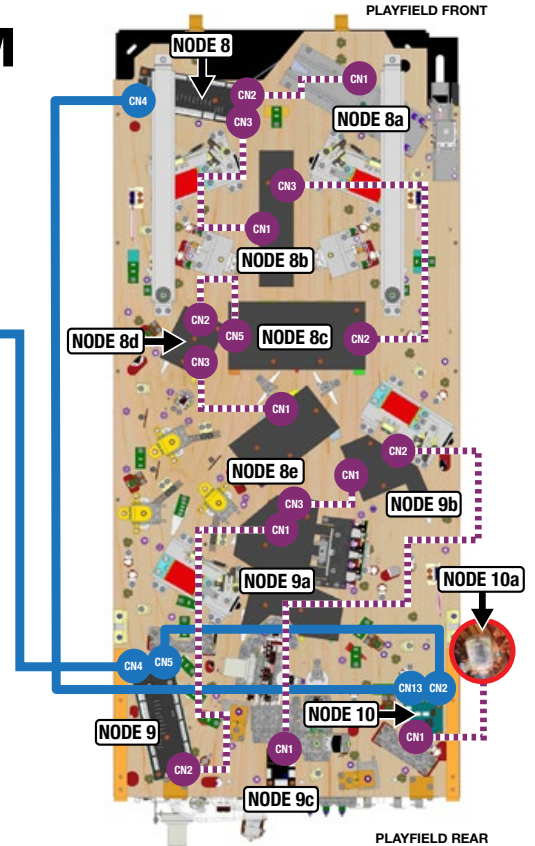 PLAYFIELD FRONT
M
NODE 8
CN4
CN2
CN1
CN3
NODE 8a
CN3
CN1
NODE 8b
CN2
CN5
NODE 8c
CN2
NODE 8d
CN3
CN1
CN2
NODE 8e
CN1
CN3
NODE 9b
CN1
NODE 9a
NODE 10a
CN4
CN5
CN13
CN2
NODE 10
NODE 9
CN1
CN1
CN2
NODE 9c
PLAYFIELD REAR